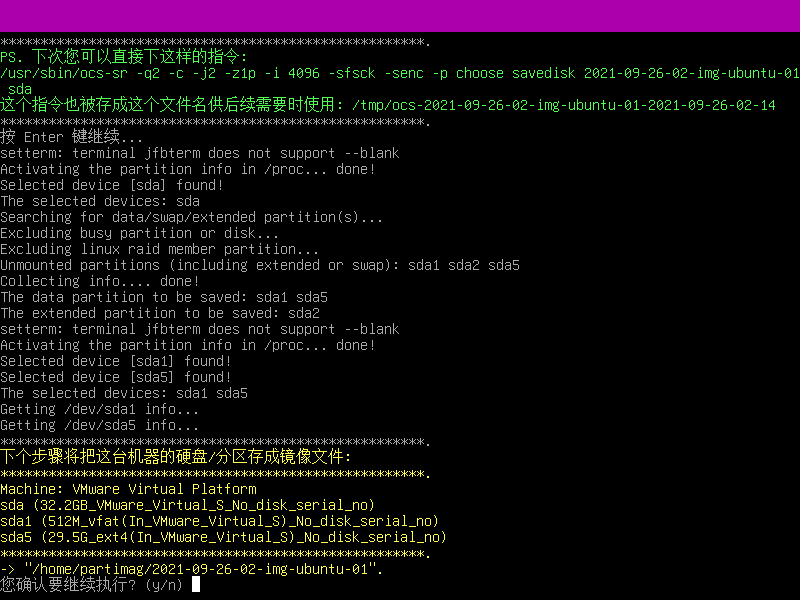 *****************************************************.
PS. 下次您可以直接下这样的指令:
/usr/sbin/ocs-sr -q2 -c -j2 -z1p -i 4096 -sfsck -senc -p choose savedisk 2021-09-26-02-img-ubuntu-01
 sda
这个指令也被存成这个文件名供后续需要时使用: /tmp/ocs-2021-09-26-02-img-ubuntu-01-2021-09-26-02-14
*****************************************************.
按 Enter 键继续...
setterm: terminal jfbterm does not support --blank
Activating the partition info in /proc... done!
Selected device [sda] found!
The selected devices: sda
Searching for data/swap/extended partition(s)...
Excluding busy partition or disk...
Excluding linux raid member partition...
Unmounted partitions (including extended or swap): sda1 sda2 sda5
Collecting info.... done!
The data partition to be saved: sda1 sda5
The extended partition to be saved: sda2
setterm: terminal jfbterm does not support --blank
Activating the partition info in /proc... done!
Selected device [sda1] found!
Selected device [sda5] found!
The selected devices: sda1 sda5
Getting /dev/sda1 info...
Getting /dev/sda5 info...
*****************************************************.
下个步骤将把这台机器的硬盘/分区存成镜像文件:
*****************************************************.
Machine: VMware Virtual Platform
sda (32.2GB_VMware_Virtual_S_No_disk_serial_no)
sda1 (512M_vfat(In_VMware_Virtual_S)_No_disk_serial_no)
sda5 (29.5G_ext4(In_VMware_Virtual_S)_No_disk_serial_no)
*****************************************************.
-> "/home/partimag/2021-09-26-02-img-ubuntu-01".
您确认要继续执行? (y/n)